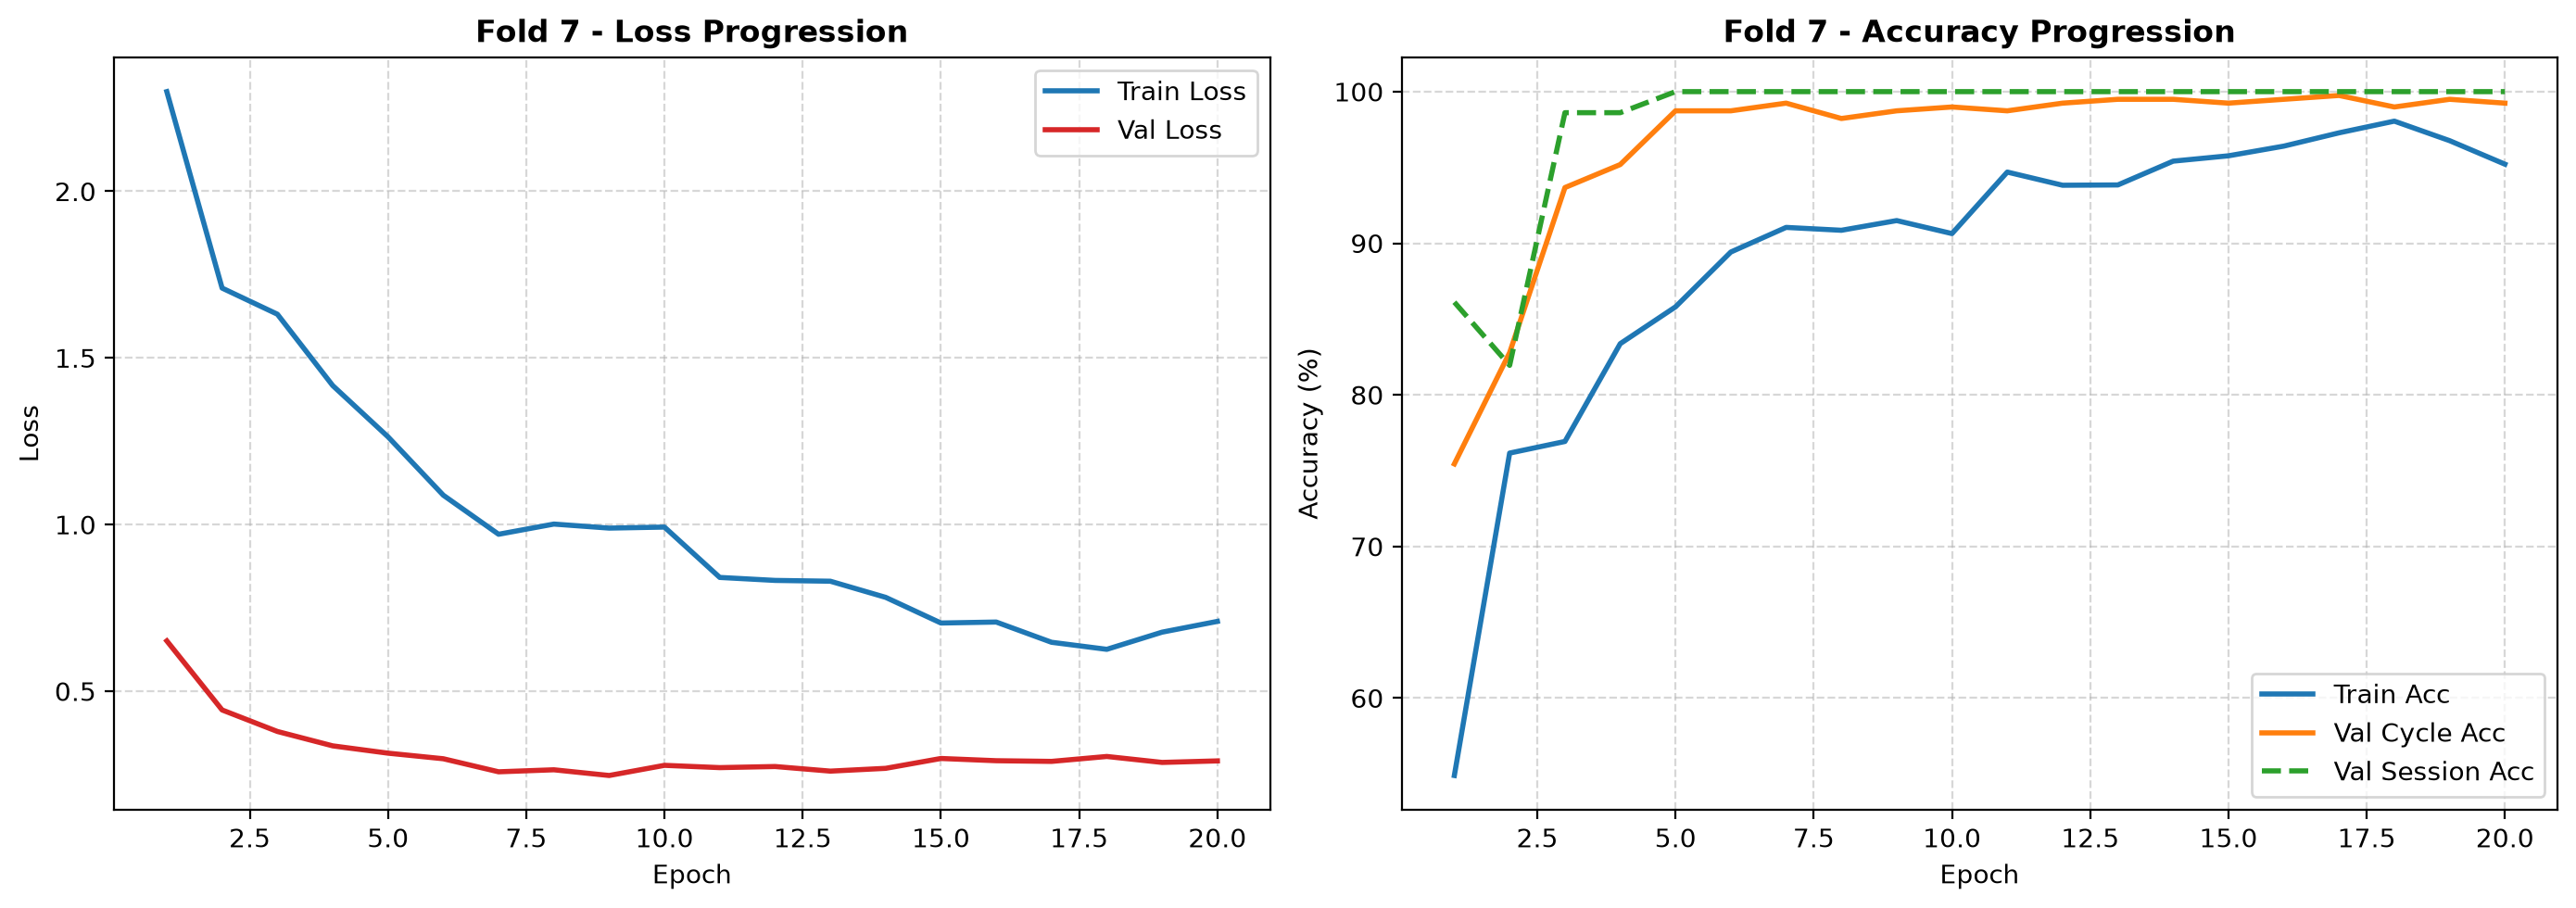 Fold 7 - Loss Progression
Train Loss
Val Loss
2.0
1.5
1.0
0.5
Loss
2.5 5.0 7.5 10.0 12.5 15.0 17.5 20.0
Epoch
Fold 7 - Accuracy Progression
100
90
80
70
60
Accuracy (%)
Train Acc
Val Cycle Acc
Val Session Acc
2.5 5.0 7.5 10.0 12.5 15.0 17.5 20.0
Epoch